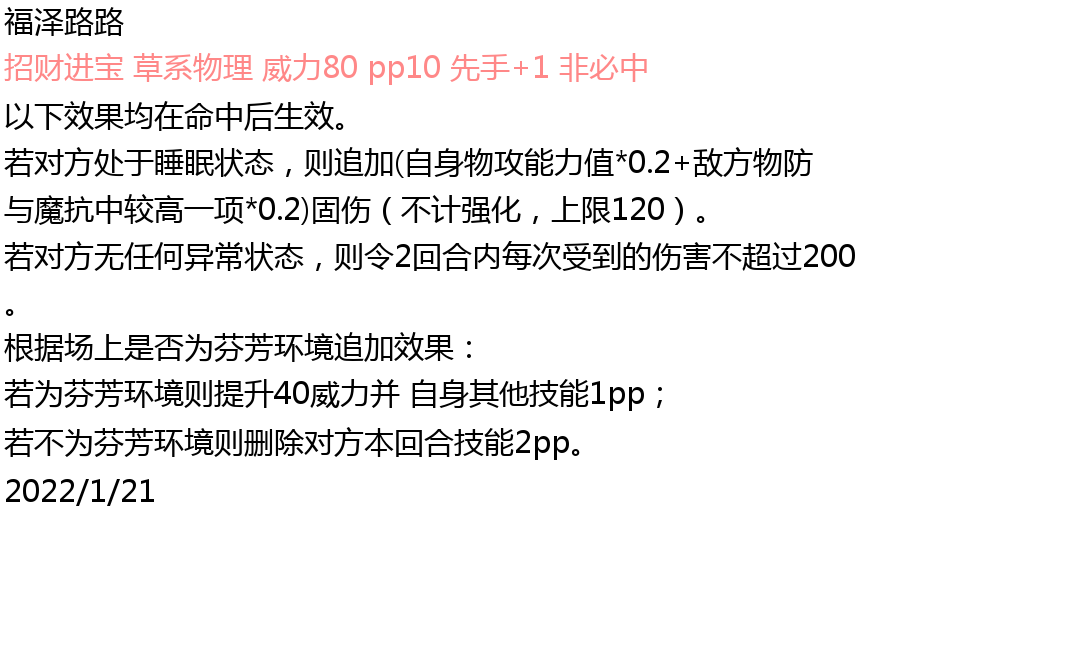 福泽路路
招财进宝 草系物理 威力80 pp10 先手+1 非必中
以下效果均在命中后生效。
若对方处于睡眠状态，则追加(自身物攻能力值*0.2+敌方物防
与魔抗中较高一项*0.2)固伤（不计强化，上限120）。
若对方无任何异常状态，则令2回合内每次受到的伤害不超过200
。
根据场上是否为芬芳环境追加效果：
若为芬芳环境则提升40威力并 自身其他技能1pp；
若不为芬芳环境则删除对方本回合技能2pp。
2022/1/21